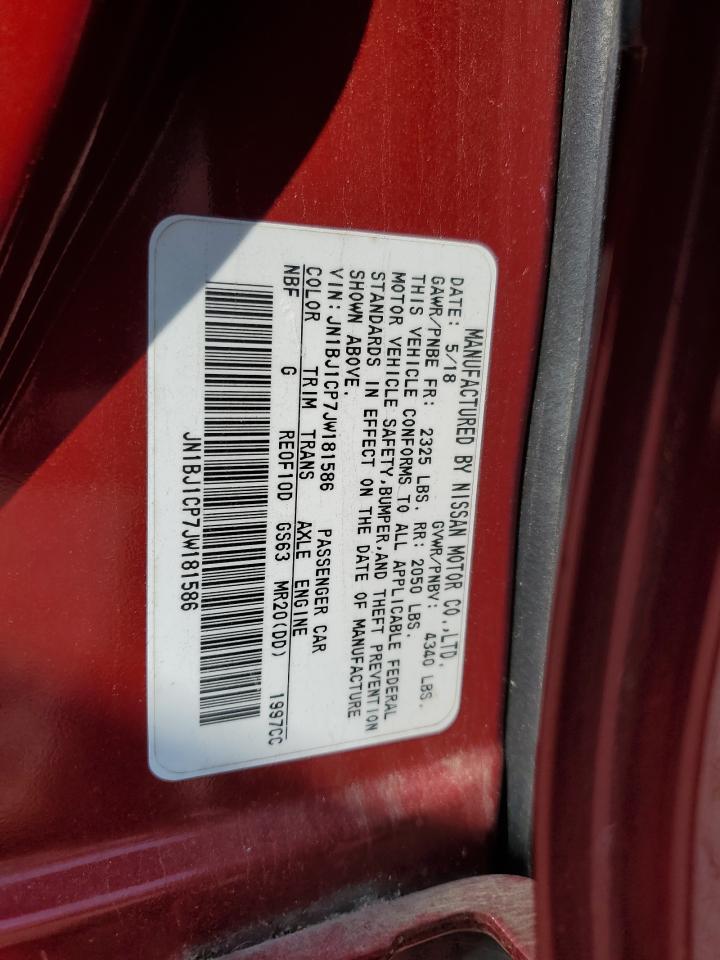 MANUFACTURED BY NISSAN MOTOR CO.,LTD.
DATE: 5/18 GVWR/PNBV: 4340 LBS.
GAWR/PNBE FR: 2325 LBS. RR: 2050 LBS.
THIS VEHICLE CONFORMS TO ALL APPLICABLE FEDERAL
MOTOR VEHICLE SAFETY,BUMPER,AND THEFT PREVENTION
STANDARDS IN EFFECT ON THE DATE OF MANUFACTURE
SHOWN ABOVE.
VIN:JN1BJ1CP7JW181586 PASSENGER CAR
COLOR TRIM TRANS AXLE ENGINE
NBF G RE0F10D GS63 MR20(DD) 1997CC
JN1BJ1CP7JW181586